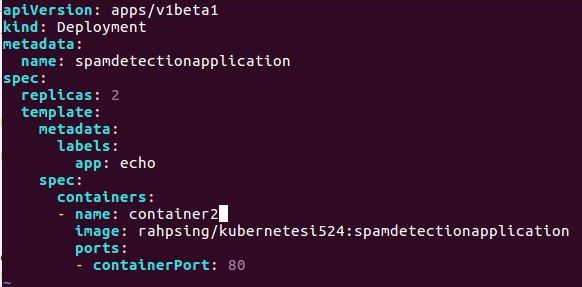 apiVersion: apps/v1beta1
kind: Deployment
metadata:
  name: spamdetectionapplication
spec:
  replicas: 2
  template:
    metadata:
      labels:
        app: echo
    spec:
      containers:
      - name: container2
        image: rahpsing/kubernetesi524:spamdetectionapplication
        ports:
        - containerPort: 80
~